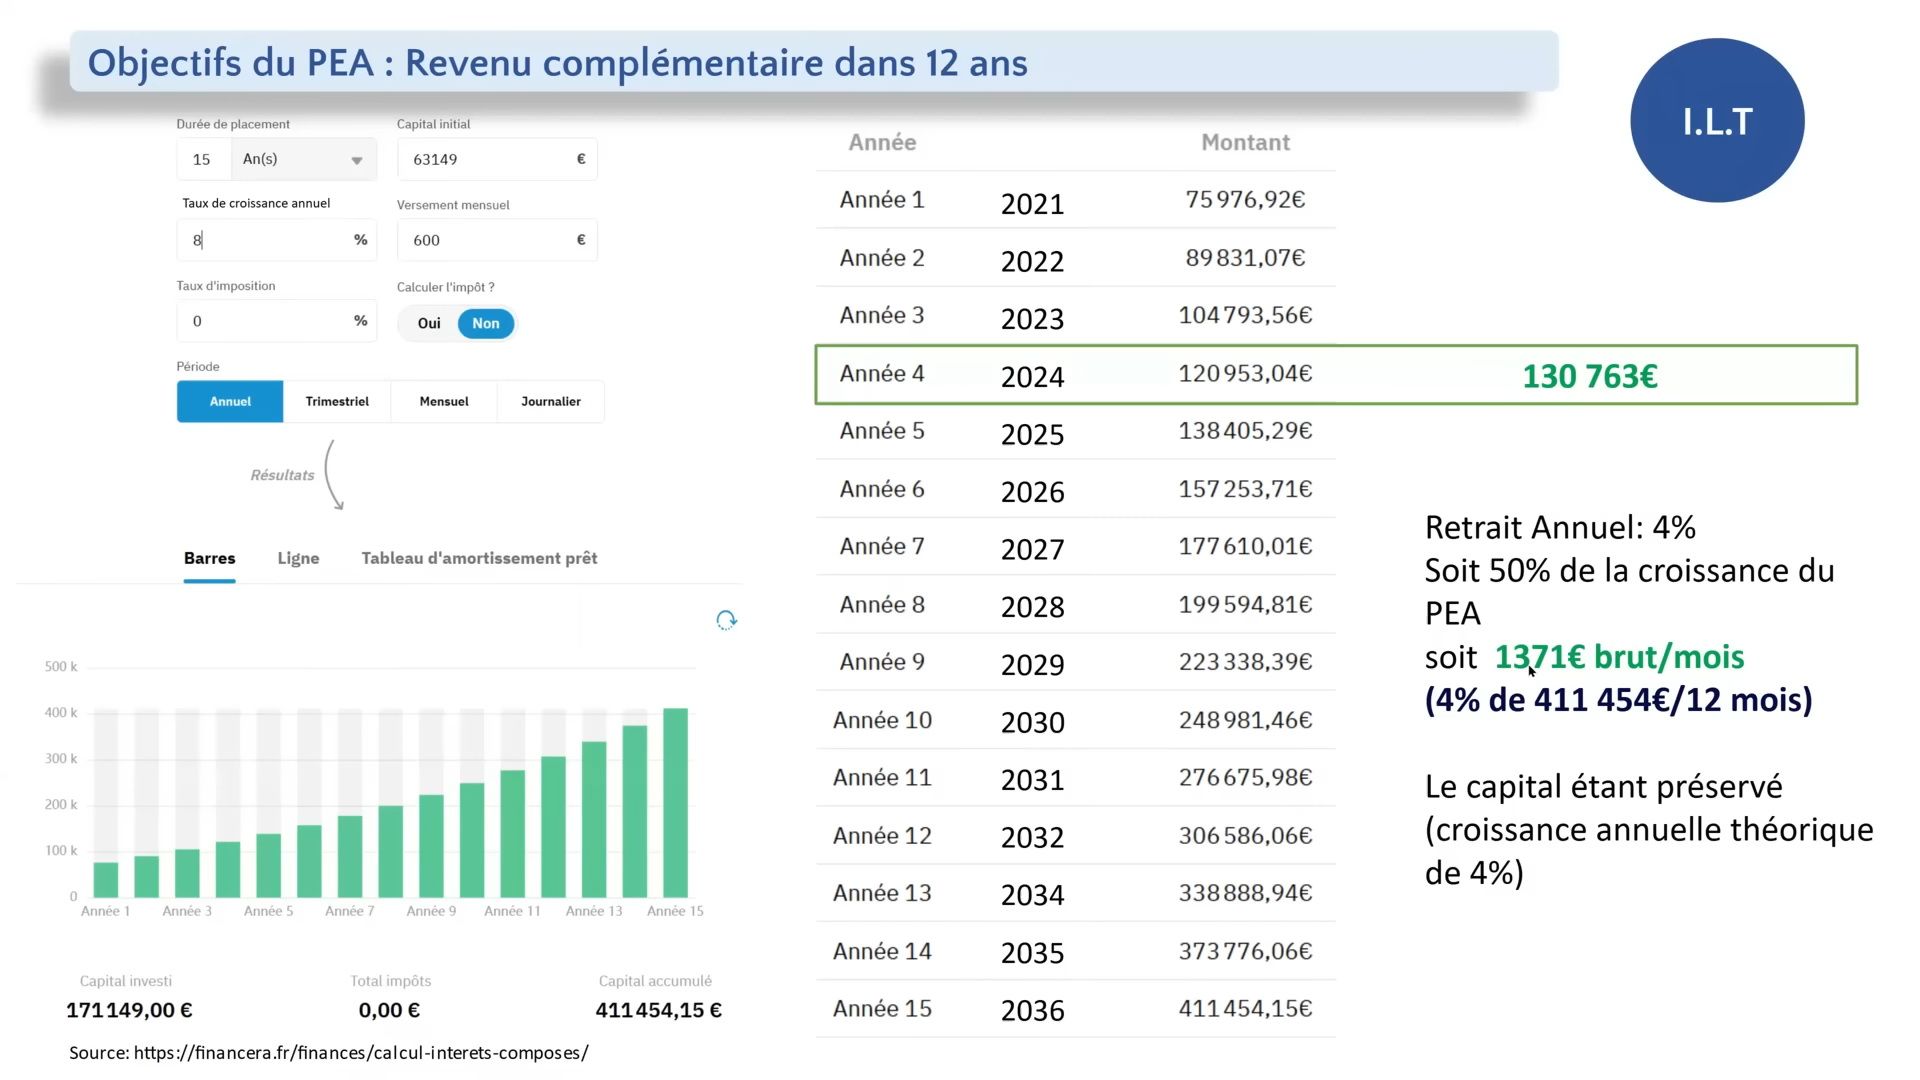 Objectifs du PEA : Revenu complémentaire dans 12 ans
I.L.T
Durée de placement
Capital initial
15
An(s)
63149
€
Taux de croissance annuel
Versement mensuel
8
%
600
€
Taux d'imposition
Calculer l'impôt ?
0
%
Oui
Non
Période
Annuel
Trimestriel
Mensuel
Journalier
Résultats
Barres
Ligne
Tableau d'amortissement prêt
500 k
400 k
300 k
200 k
100 k
0
Année 1
Année 3
Année 5
Année 7
Année 9
Année 11
Année 13
Année 15
Capital investi
Total impôts
Capital accumulé
171 149,00 €
0,00 €
411 454,15 €
Source: https://financera.fr/finances/calcul-interets-composes/
Année Montant
Année 1 2021 75 976,92€
Année 2 2022 89 831,07€
Année 3 2023 104 793,56€
Année 4 2024 120 953,04€ 130 763€
Année 5 2025 138 405,29€
Année 6 2026 157 253,71€
Année 7 2027 177 610,01€
Année 8 2028 199 594,81€
Année 9 2029 223 338,39€
Année 10 2030 248 981,46€
Année 11 2031 276 675,98€
Année 12 2032 306 586,06€
Année 13 2034 338 888,94€
Année 14 2035 373 776,06€
Année 15 2036 411 454,15€
Retrait Annuel: 4%
Soit 50% de la croissance du
PEA
soit 1371€ brut/mois
(4% de 411 454€/12 mois)
Le capital étant préservé
(croissance annuelle théorique
de 4%)